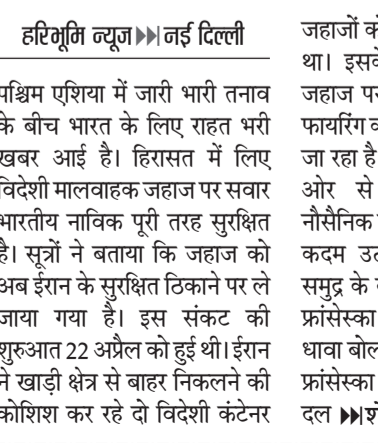 हरिभूमि न्यूज ▶▶| नई दिल्ली
पश्चिम एशिया में जारी भारी तनाव
के बीच भारत के लिए राहत भरी
खबर आई है। हिरासत में लिए
विदेशी मालवाहक जहाज पर सवार
भारतीय नाविक पूरी तरह सुरक्षित
है। सूत्रों ने बताया कि जहाज को
अब ईरान के सुरक्षित ठिकाने पर ले
जाया गया है। इस संकट की
शुरुआत 22 अप्रैल को हुई थी। ईरान
ने खाड़ी क्षेत्र से बाहर निकलने की
कोशिश कर रहे दो विदेशी कंटेनर
जहाजों
था। इसके
जहाज पर
फायरिंग
जा रहा है
ओर से
नौसैनिक
कदम
समुद्र के
फ्रांसेस्का
धावा बोल
फ्रांसेस्का
दल ▶▶|